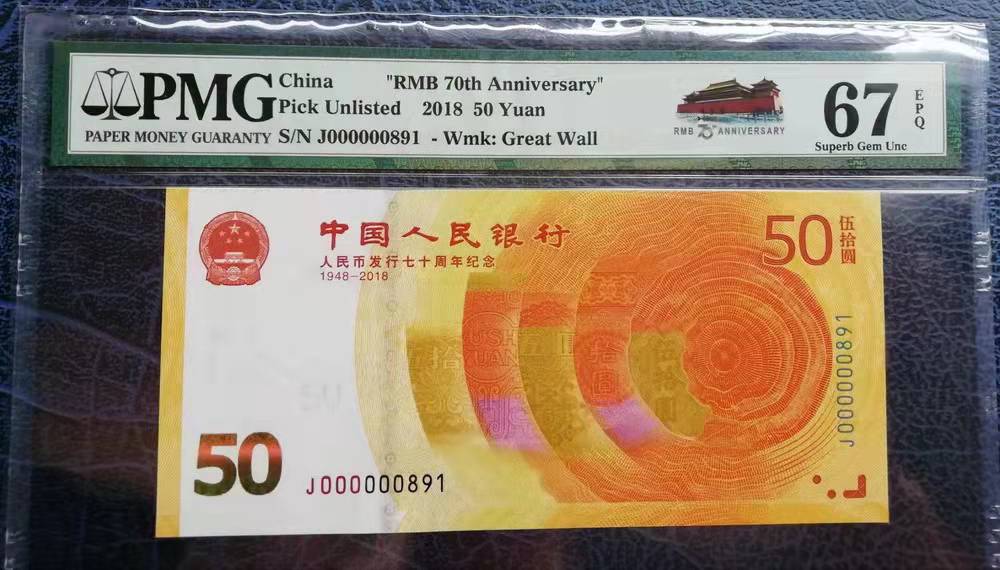 PMG
PAPER MONEY GUARANTY
China "RMB 70th Anniversary"
Pick Unlisted 2018 50 Yuan
S/N J000000891 - Wmk: Great Wall
RMB 70 ANNIVERSARY
67
EPQ
Superb Gem Unc
中国人民银行
人民币发行七十周年纪念
1948-2018
50
伍拾圆
J000000891
50
J000000891